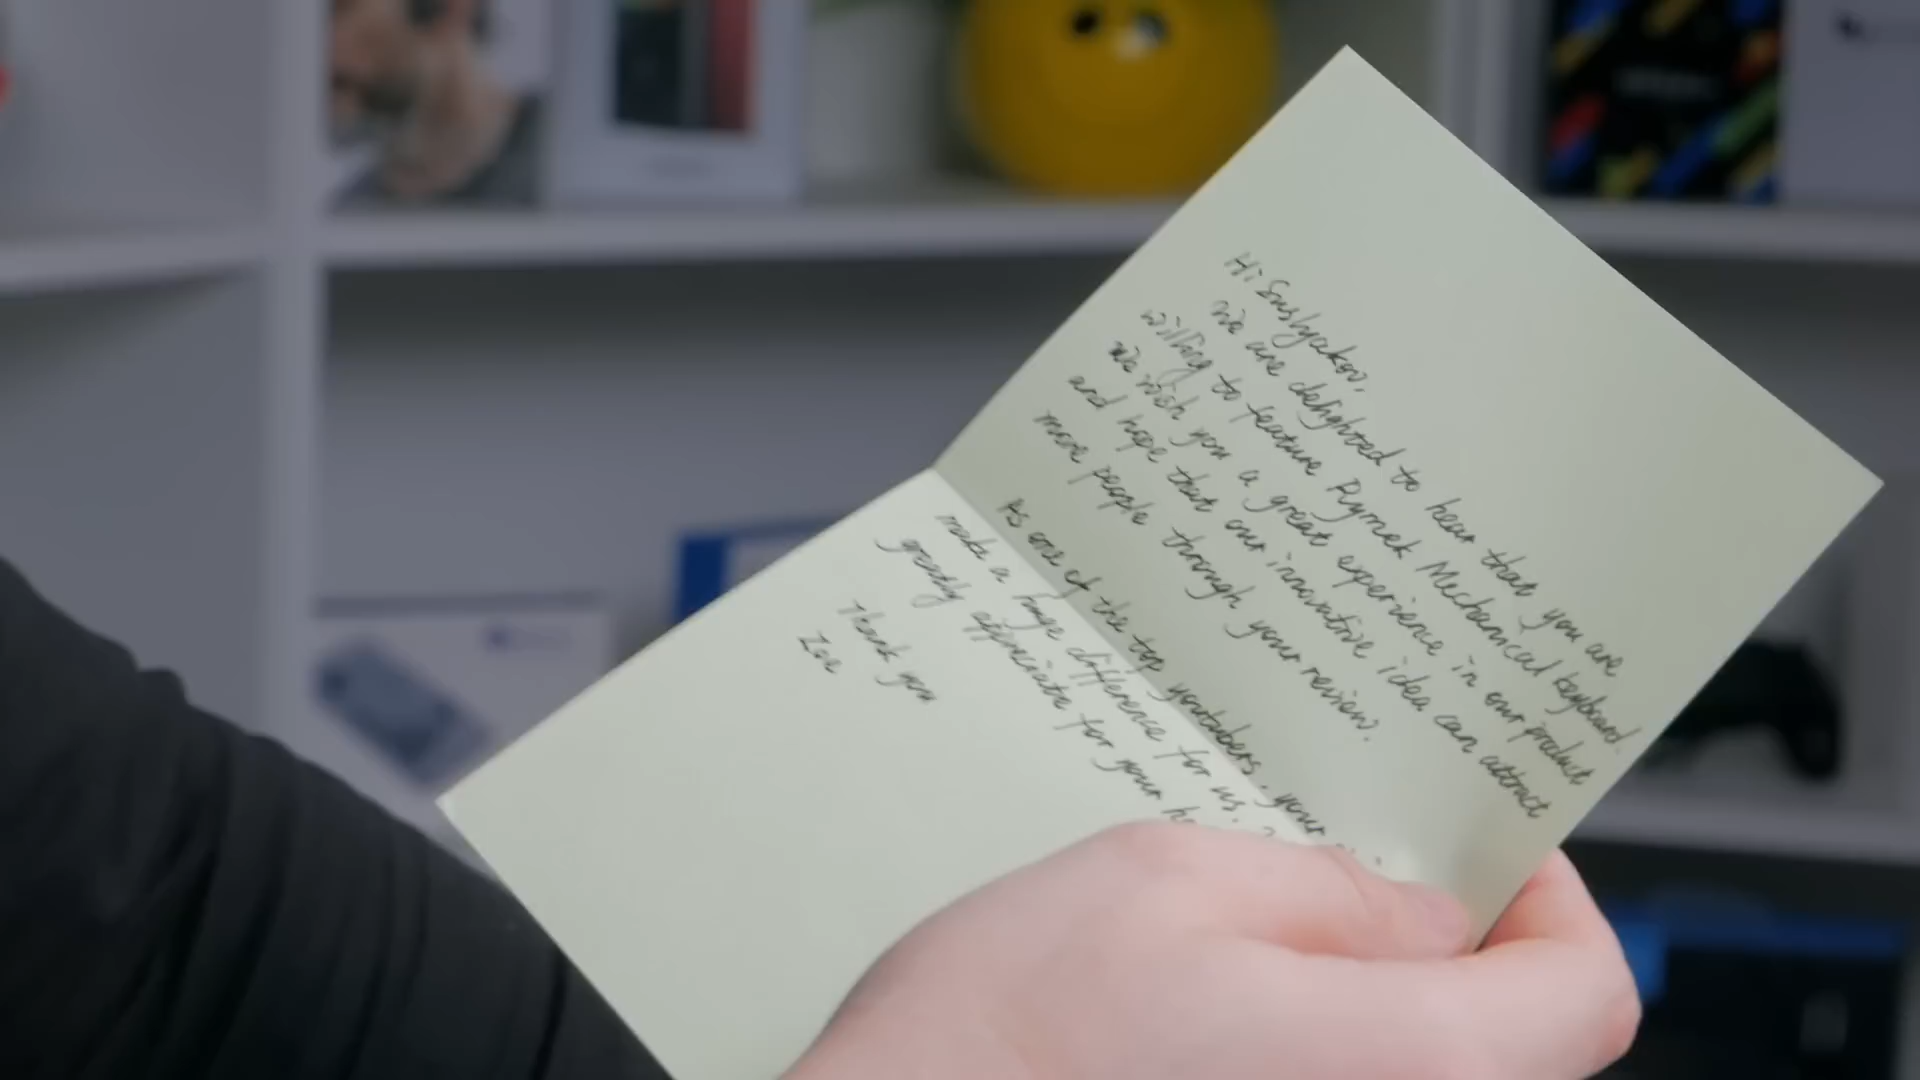 Hi Suslyakov,
We are delighted to hear that you are
willing to feature Rymek Mechanical keyboard.
We wish you a great experience in our product
and hope that our innovative idea can attract
more people through your review.
As one of the top youtubers, your
make a huge difference for us.
greatly appreciate for your
Thank you
Zoe